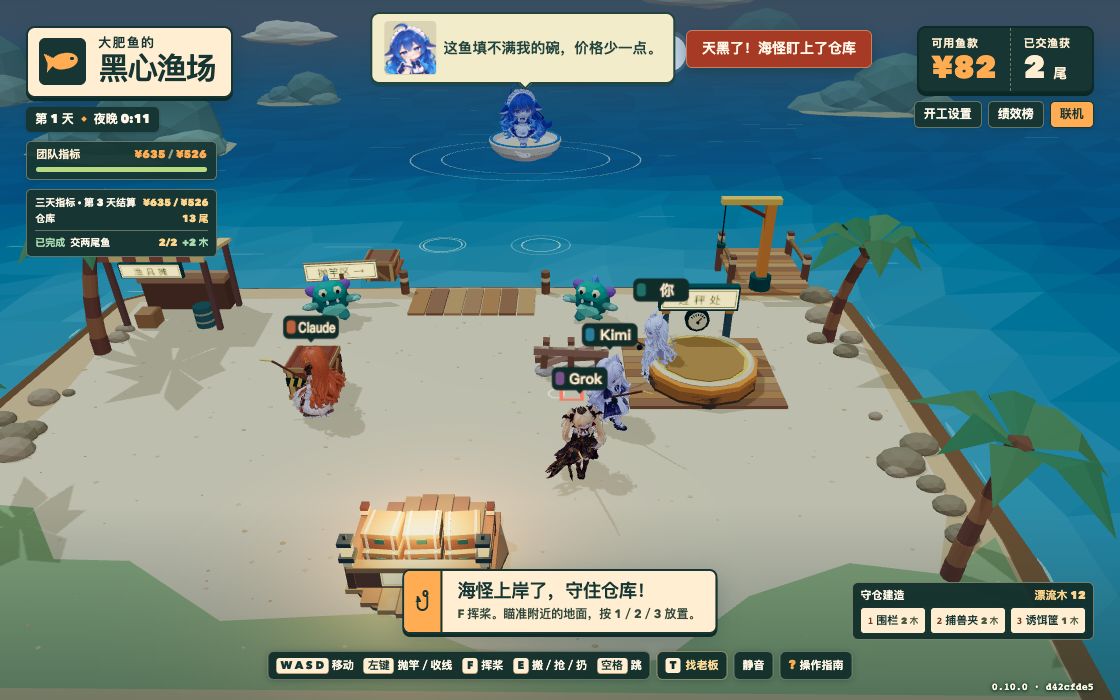 大肥鱼的
黑心渔场
第 1 天 • 夜晚 0:11
团队指标 ¥635 / ¥526
三天指标 • 第 3 天结算 ¥635 / ¥526
仓库 13 尾
已完成 交两尾鱼 2/2 +2 木
这鱼填不满我的碗，价格少一点。
天黑了！海怪盯上了仓库
可用鱼款 已交渔获
¥82 2 尾
开工设置 绩效榜 联机
你
Claude
Kimi
Grok
海怪上岸了，守住仓库！
F 挥桨。瞄准附近的地面，按 1 / 2 / 3 放置。
守仓建造 漂流木 12
1 围栏 2 木 2 捕兽夹 2 木 3 诱饵筐 1 木
W A S D 移动 左键 抛竿 / 收线 F 挥桨 E 搬 / 抢 / 扔 空格 跳 T 找老板 静音 ? 操作指南
0.10.0 · d42cfde5